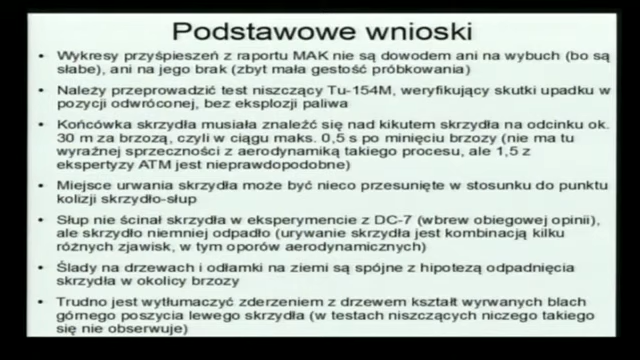 Podstawowe wnioski
• Wykresy przyśpieszeń z raportu MAK nie są dowodem ani na wybuch (bo są
słabe), ani na jego brak (zbyt mała gestość próbkowania)
• Należy przeprowadzić test niszczący Tu-154M, weryfikujący skutki upadku w
pozycji odwróconej, bez eksplozji paliwa
• Końcówka skrzydła musiała znaleźć się nad kikutem skrzydła na odcinku ok.
30 m za brzozą, czyli w ciągu maks. 0,5 s po minięciu brzozy (nie ma tu
wyraźnej sprzeczności z aerodynamiką takiego procesu, ale 1,5 z
ekspertyzy ATM jest nieprawdopodobne)
• Miejsce urwania skrzydła może być nieco przesunięte w stosunku do punktu
kolizji skrzydło-słup
• Słup nie ścinał skrzydła w eksperymencie z DC-7 (wbrew obiegowej opinii),
ale skrzydło niemniej odpadło (urywanie skrzydła jest kombinacją kilku
różnych zjawisk, w tym oporów aerodynamicznych)
• Ślady na drzewach i odłamki na ziemi są spójne z hipotezą odpadnięcia
skrzydła w okolicy brzozy
• Trudno jest wytłumaczyć zderzeniem z drzewem kształt wyrwanych blach
górnego poszycia lewego skrzydła (w testach niszczących niczego takiego
się nie obserwuje)